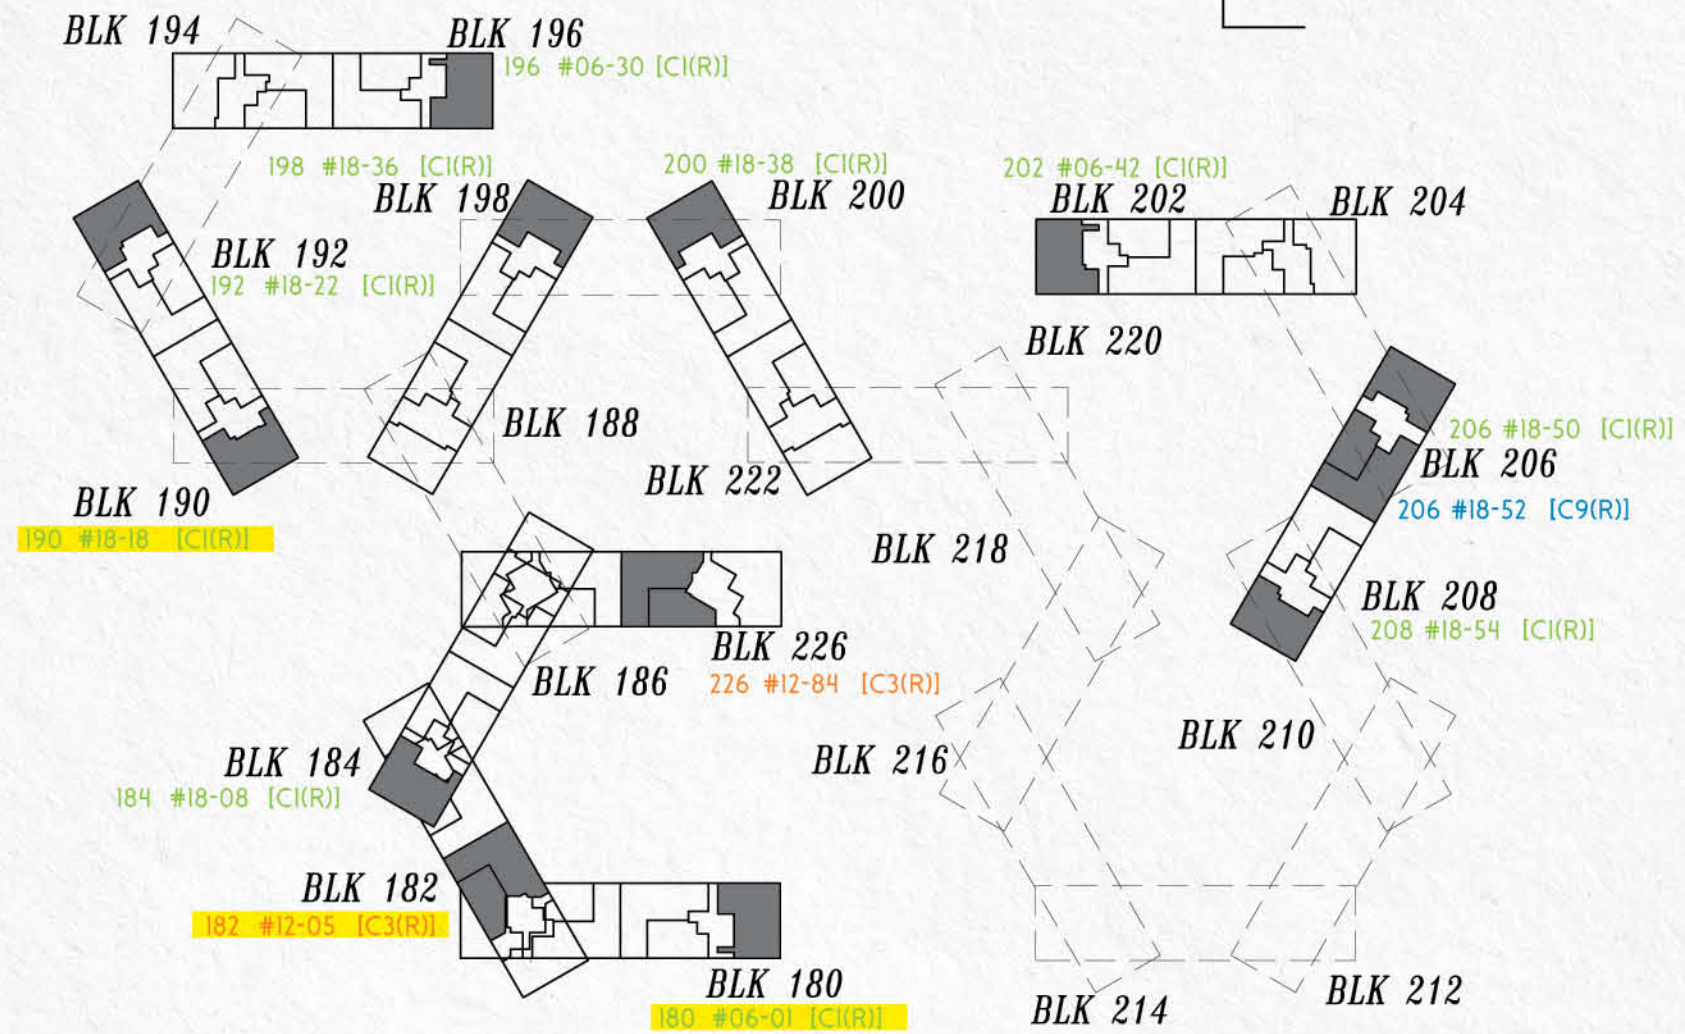 BLK 194
BLK 196
196 #06-30 [C1(R)]
198 #18-36 [C1(R)]
BLK 198
200 #18-38 [C1(R)]
BLK 200
202 #06-42 [C1(R)]
BLK 202
BLK 204
BLK 192
192 #18-22 [C1(R)]
BLK 220
BLK 188
206 #18-50 [C1(R)]
BLK 206
BLK 190
190 #18-18 [C1(R)]
BLK 222
206 #18-52 [C9(R)]
BLK 218
BLK 208
208 #18-54 [C1(R)]
BLK 226
226 #12-84 [C3(R)]
BLK 186
BLK 184
184 #18-08 [C1(R)]
BLK 216
BLK 210
BLK 182
182 #12-05 [C3(R)]
BLK 180
180 #06-01 [C1(R)]
BLK 214
BLK 212